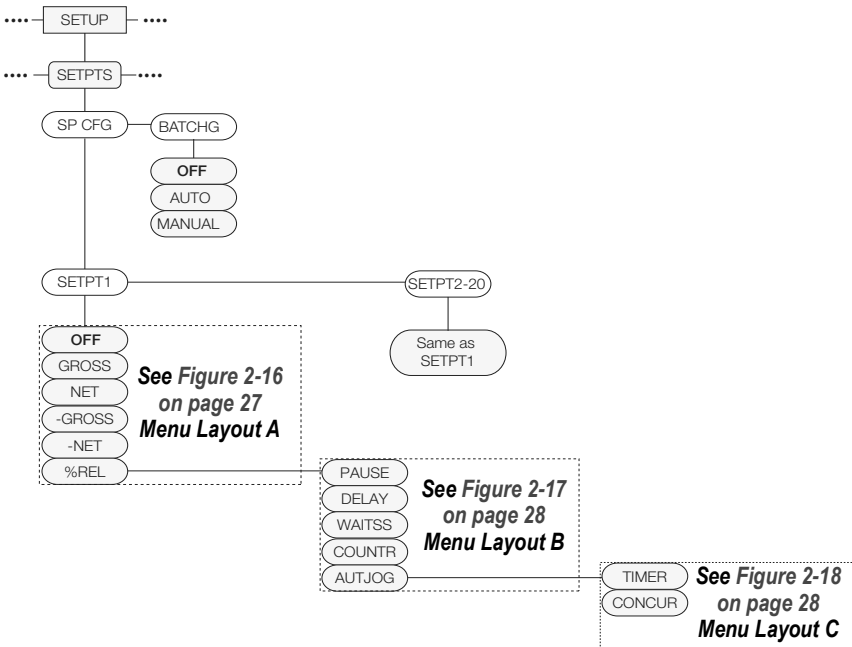 SETUP
SETPTS
SP CFG
BATCHG
OFF
AUTO
MANUAL
SETPT1
SETPT2-20
Same as
SETPT1
OFF
GROSS
NET
-GROSS
-NET
%REL
See Figure 2-16
on page 27
Menu Layout A
PAUSE
DELAY
WAITSS
COUNTR
AUTJOG
See Figure 2-17
on page 28
Menu Layout B
TIMER
CONCUR
See Figure 2-18
on page 28
Menu Layout C